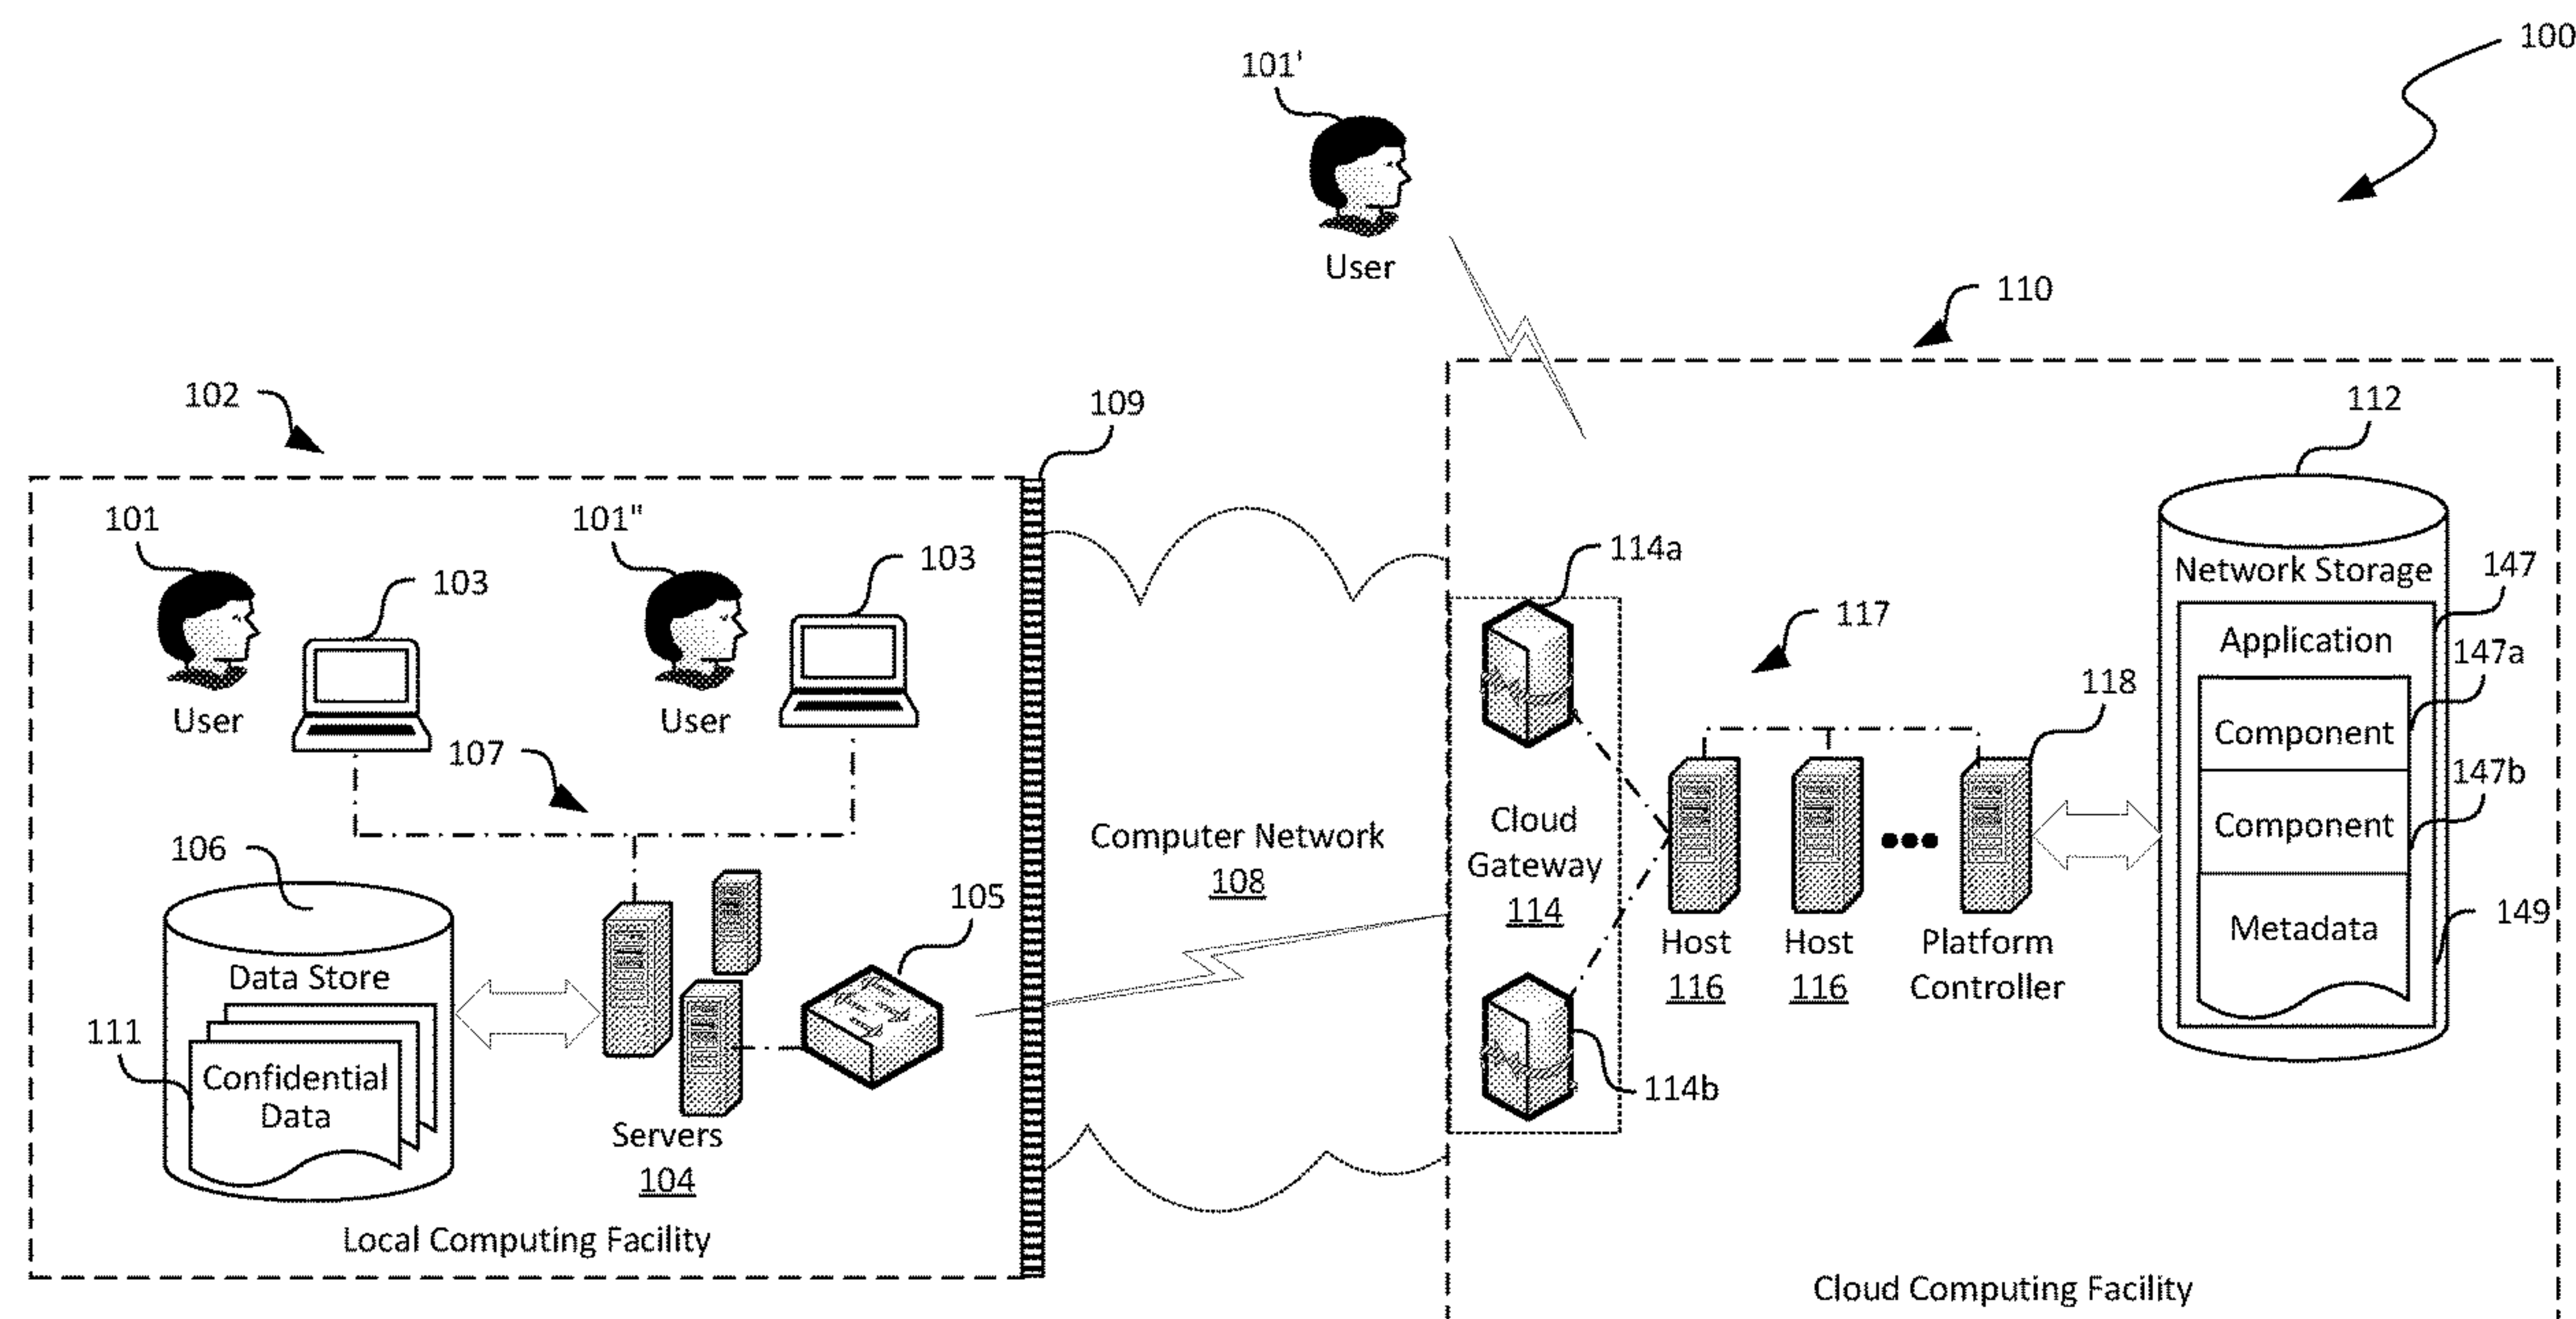 100
101'
User
110
102
109
112
101
101"
103
103
114a
Network Storage
147
117
Application
147a
118
User
User
Component
107
147b
Component
Computer Network
108
Cloud
Gateway
114
106
105
149
Metadata
Host
116
Host
116
Platform
Controller
Data Store
111
Confidential
Data
114b
Servers
104
Local Computing Facility
Cloud Computing Facility